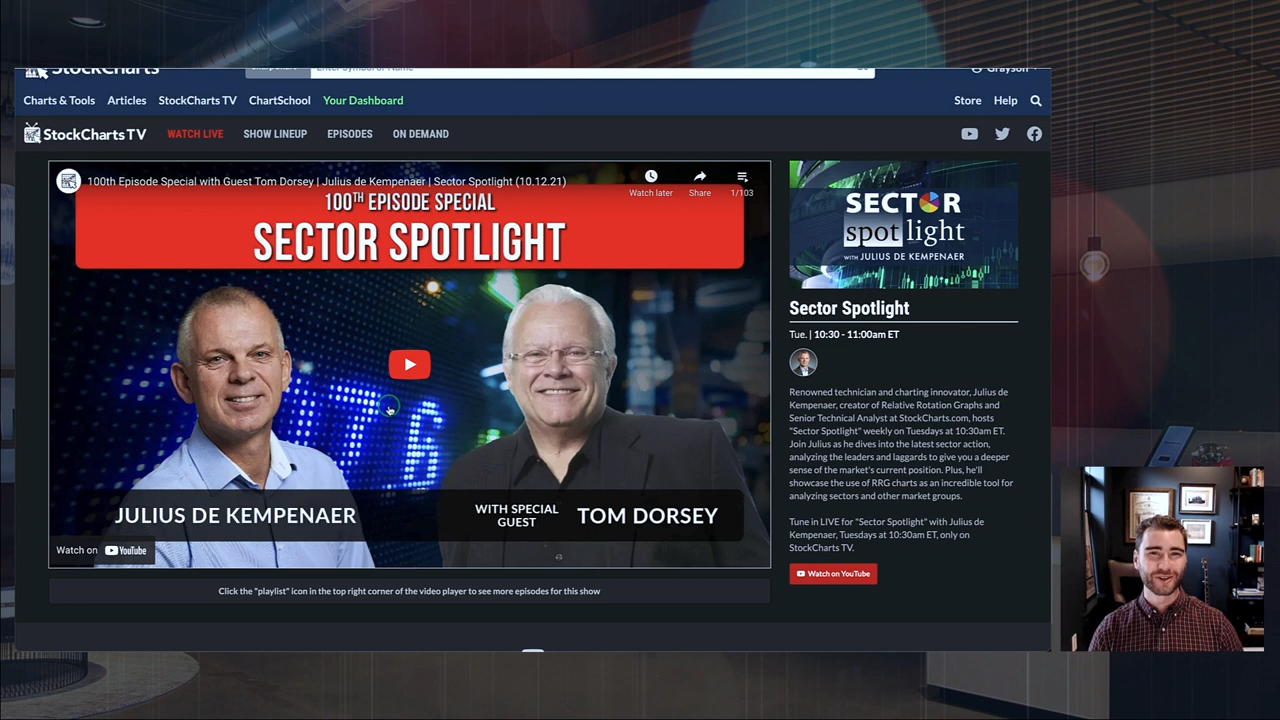 StockCharts
Grayson
Charts & Tools Articles StockCharts TV ChartSchool Your Dashboard
Store Help
StockCharts TV WATCH LIVE SHOW LINEUP EPISODES ON DEMAND
100th Episode Special with Guest Tom Dorsey | Julius de Kempenaer | Sector Spotlight (10.12.21)
Watch later Share 1/103
100TH EPISODE SPECIAL
SECTOR SPOTLIGHT
JULIUS DE KEMPENAER
WITH SPECIAL
GUEST
TOM DORSEY
Watch on YouTube
Click the "playlist" icon in the top right corner of the video player to see more episodes for this show
SECTOR
spotlight
WITH JULIUS DE KEMPENAER
Sector Spotlight
Tue. | 10:30 - 11:00am ET
Renowned technician and charting innovator, Julius de
Kempenaer, creator of Relative Rotation Graphs and
Senior Technical Analyst at StockCharts.com, hosts
"Sector Spotlight" weekly on Tuesdays at 10:30am ET.
Join Julius as he dives into the latest sector action,
analyzing the leaders and laggards to give you a deeper
sense of the market's current position. Plus, he'll
showcase the use of RRG charts as an incredible tool for
analyzing sectors and other market groups.
Tune in LIVE for "Sector Spotlight" with Julius de
Kempenaer, Tuesdays at 10:30am ET, only on
StockCharts TV.
Watch on YouTube